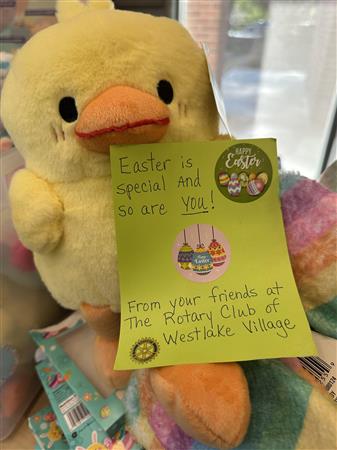 Easter is
special And
so are YOU!
HAPPY
Easter
Happy
Easter
From your friends at
The Rotary Club of
Westlake Village